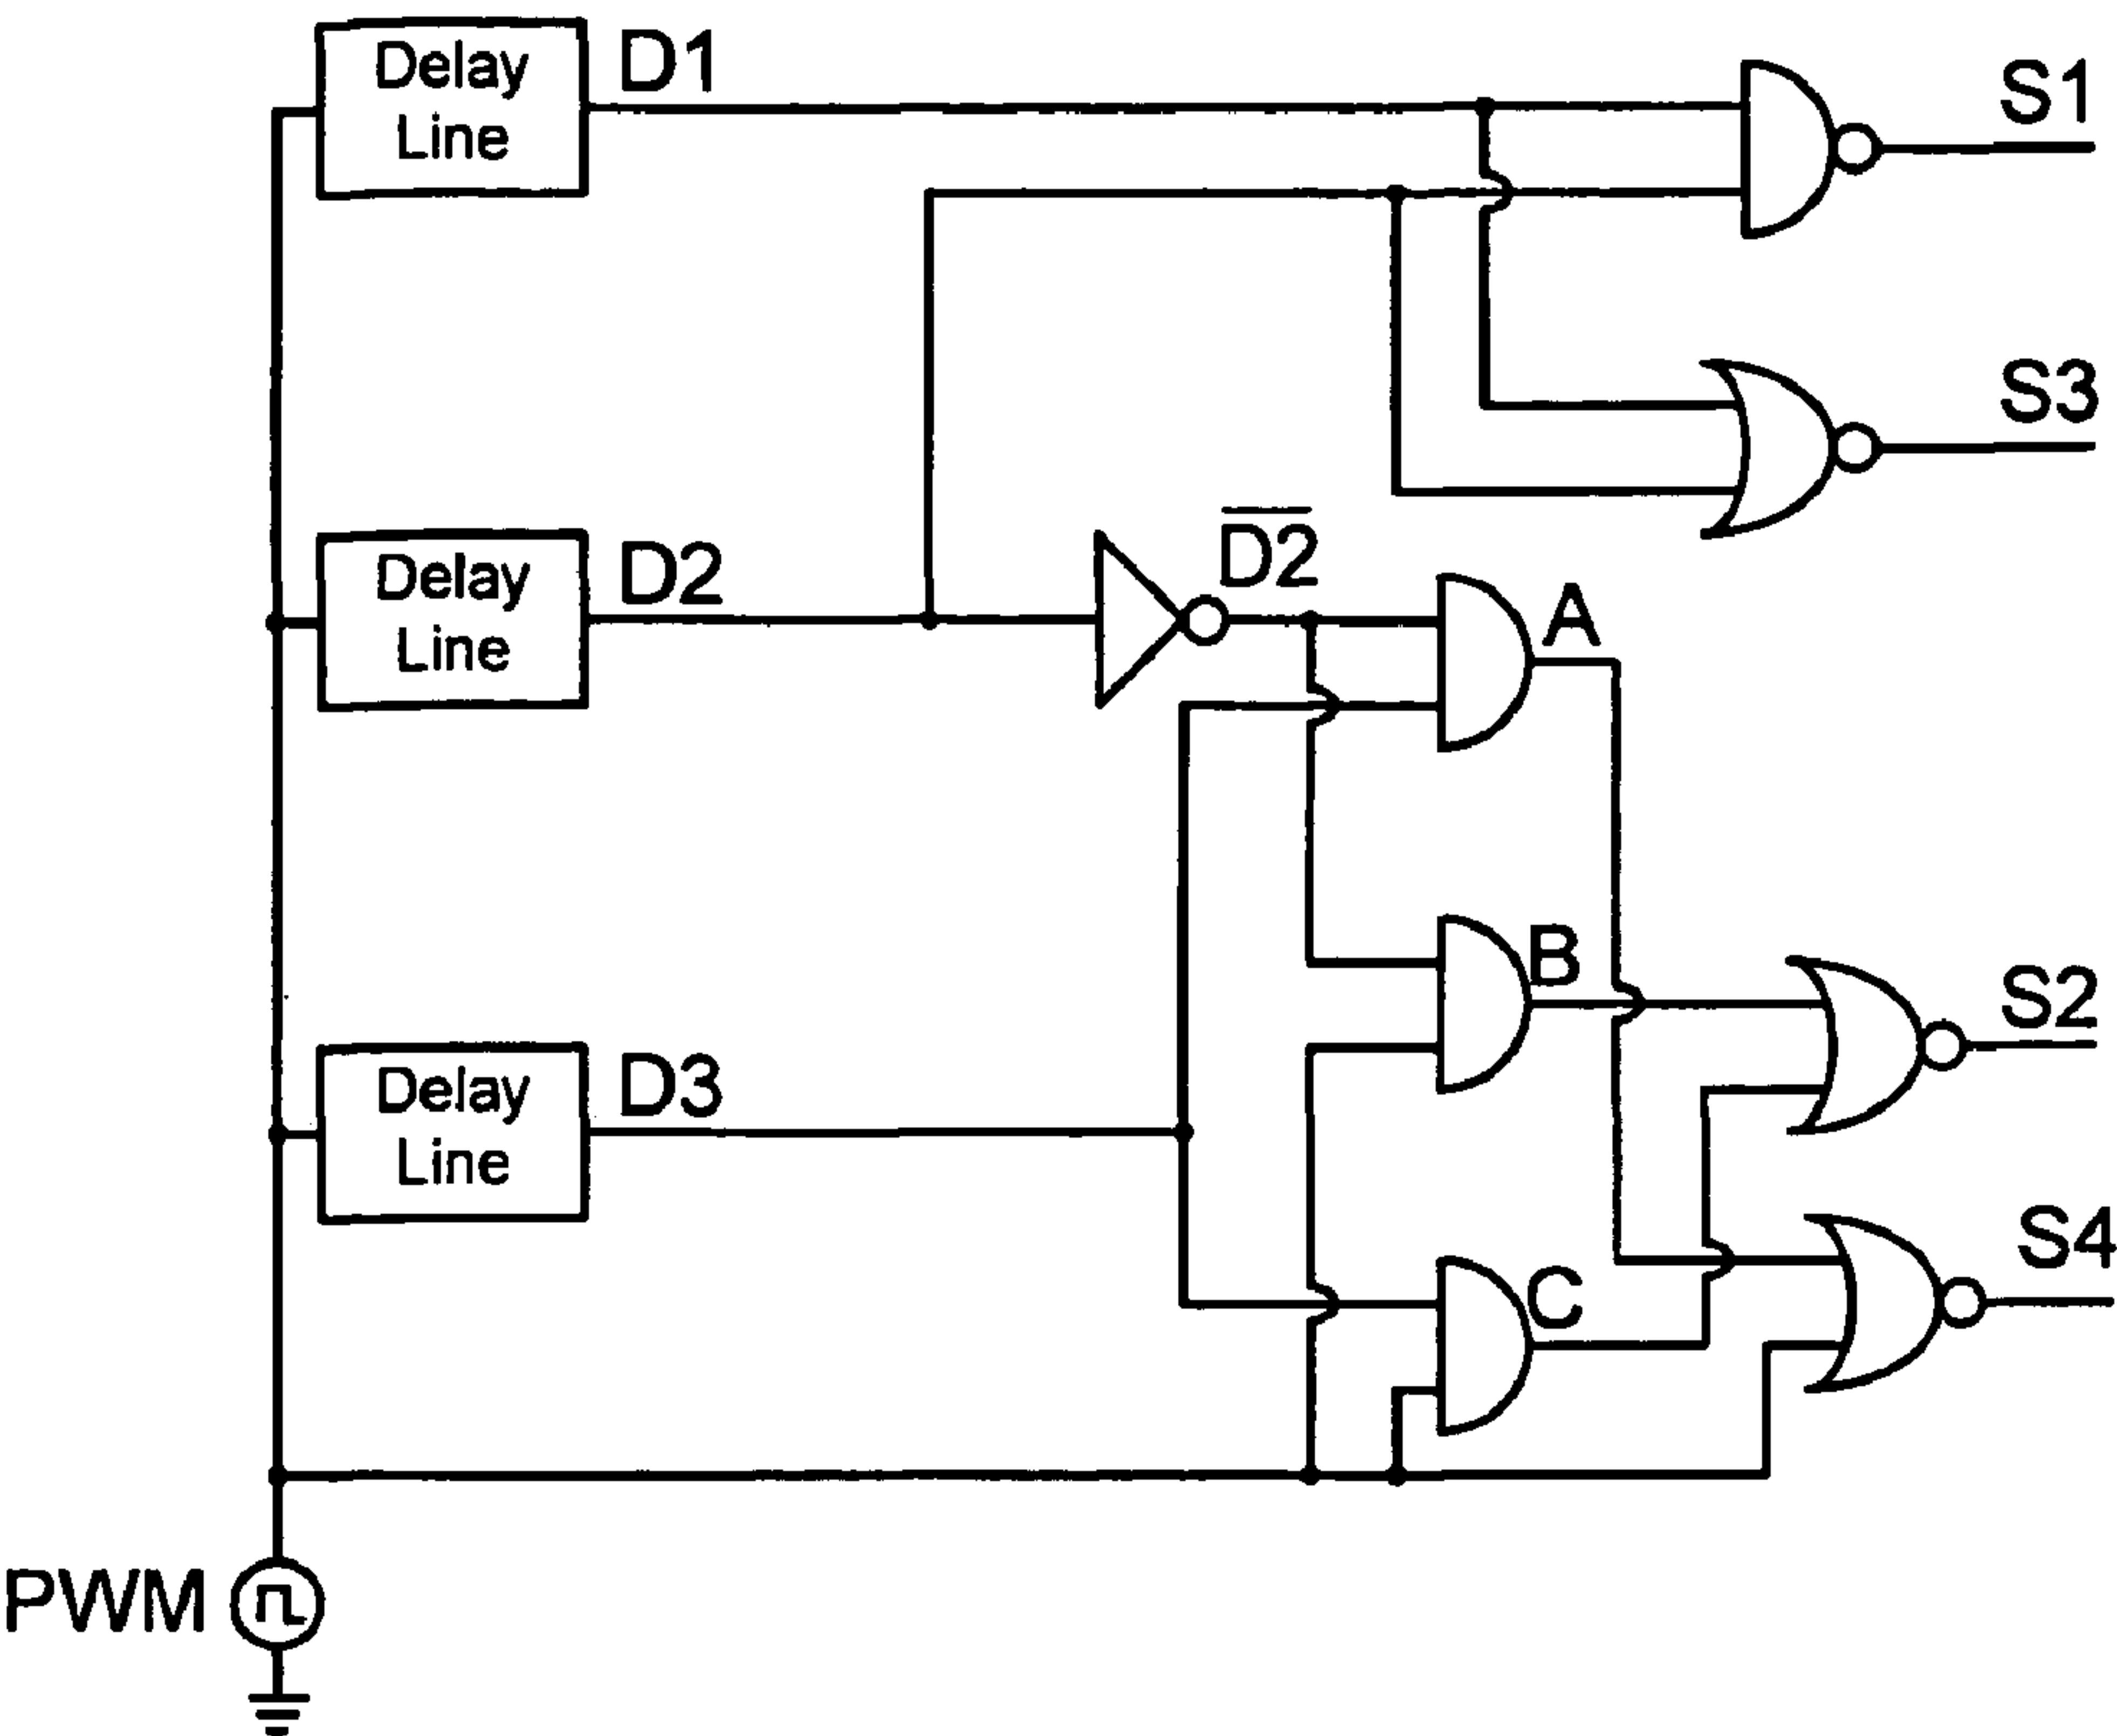 Delay
Line
D1
S1
S3
Delay
Line
D2
D2
A
B
S2
Delay
Line
D3
C
S4
PWM